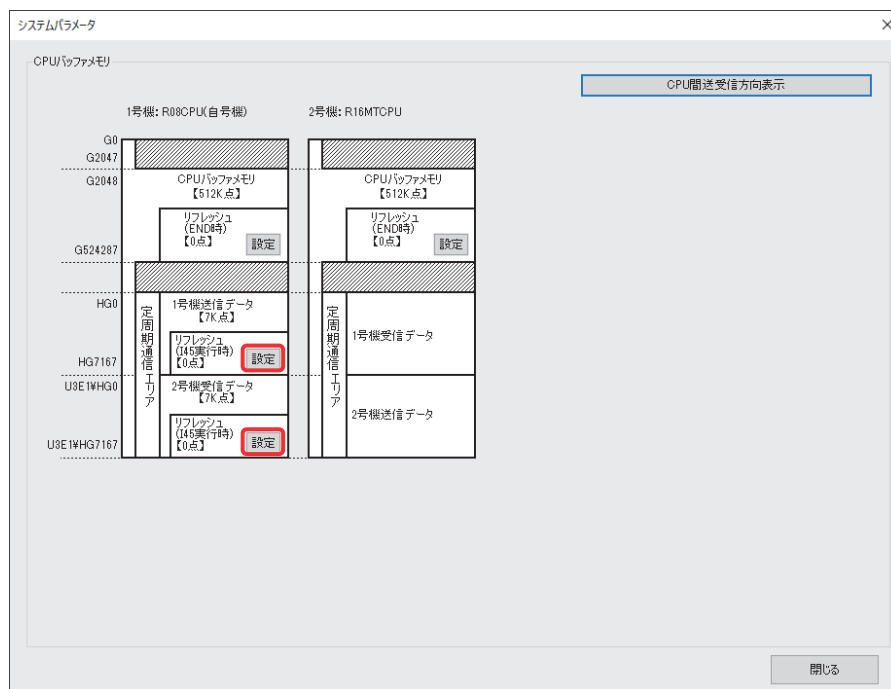 システムパラメータ
CPUバッファメモリ
CPU間送受信方向表示
1号機: R08CPU(自号機)
2号機: R16MTCPU
G0
G2047
G2048
CPUバッファメモリ
【512K点】
CPUバッファメモリ
【512K点】
リフレッシュ
(END時)
【0点】
設定
リフレッシュ
(END時)
【0点】
設定
G524287
HG0
定周期通信エリア
1号機送信データ
【7K点】
リフレッシュ
(I45実行時)
【0点】
設定
HG7167
U3E1¥HG0
2号機受信データ
【7K点】
リフレッシュ
(I45実行時)
【0点】
設定
U3E1¥HG7167
定周期通信エリア
1号機受信データ
2号機送信データ
閉じる